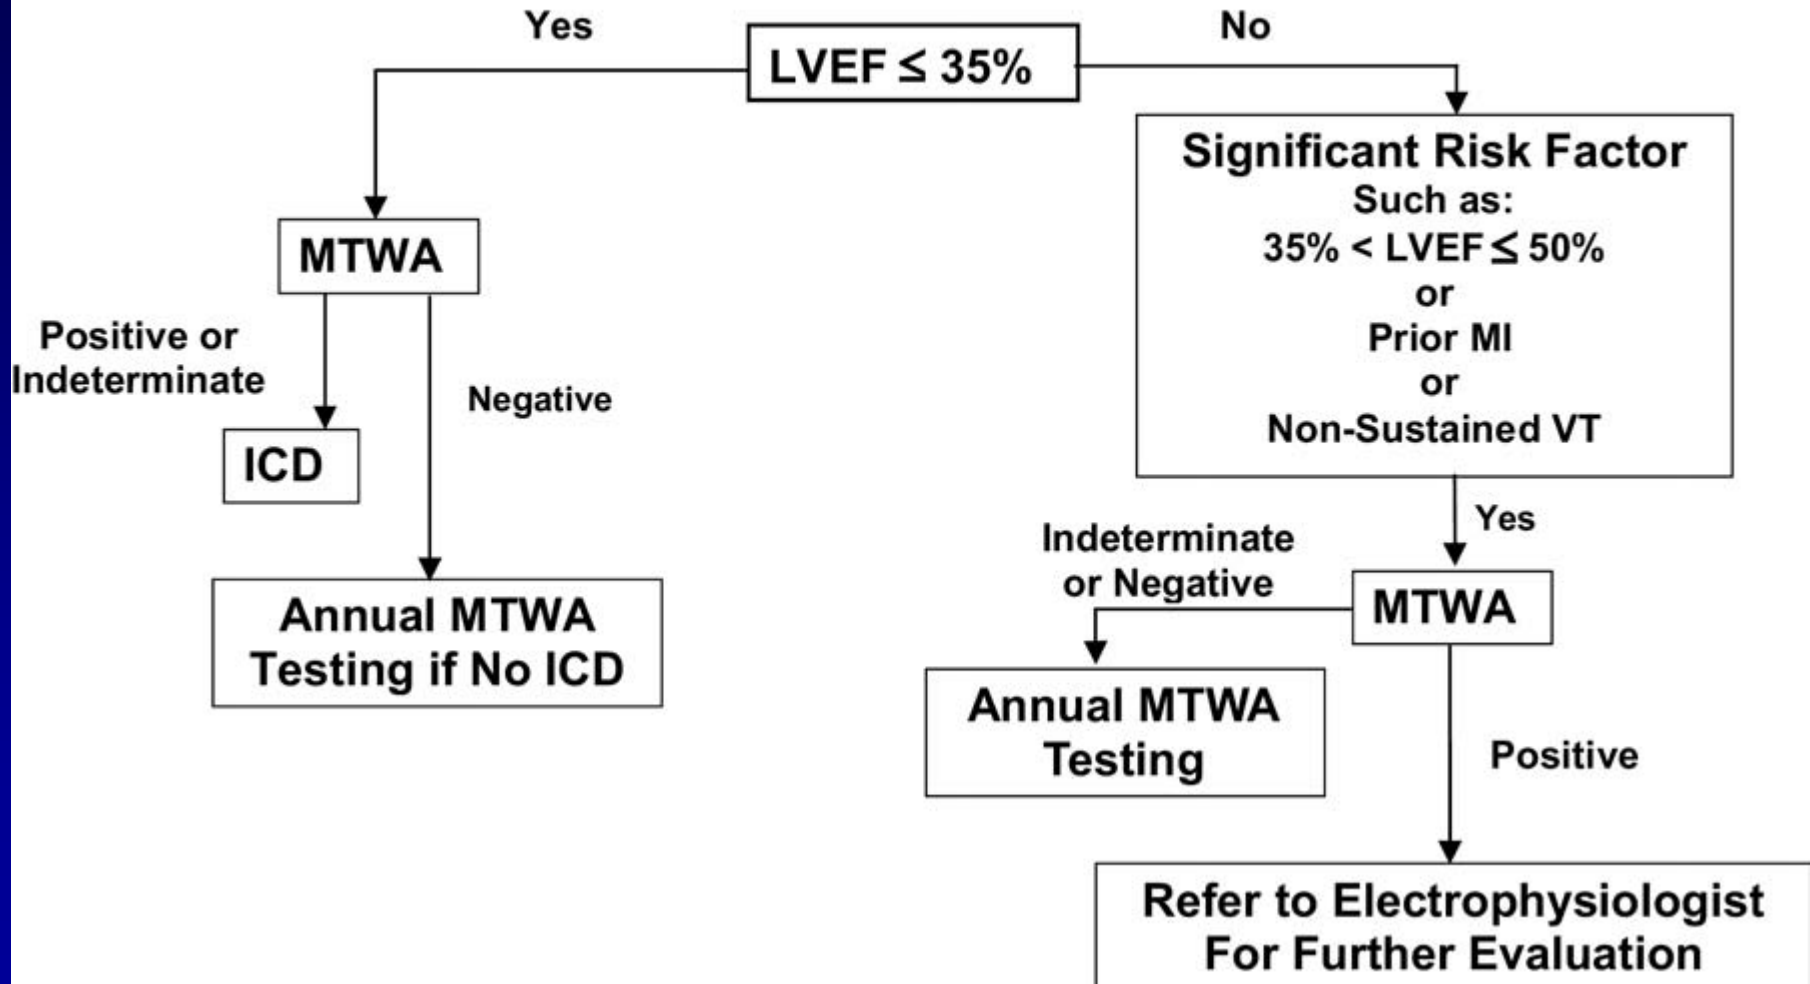 Yes
LVEF ≤ 35%
No
MTWA
Positive or
Indeterminate
Negative
ICD
Annual MTWA
Testing if No ICD
Significant Risk Factor
Such as:
35% < LVEF ≤ 50%
or
Prior MI
or
Non-Sustained VT
Yes
Indeterminate
or Negative
MTWA
Annual MTWA
Testing
Positive
Refer to Electrophysiologist
For Further Evaluation